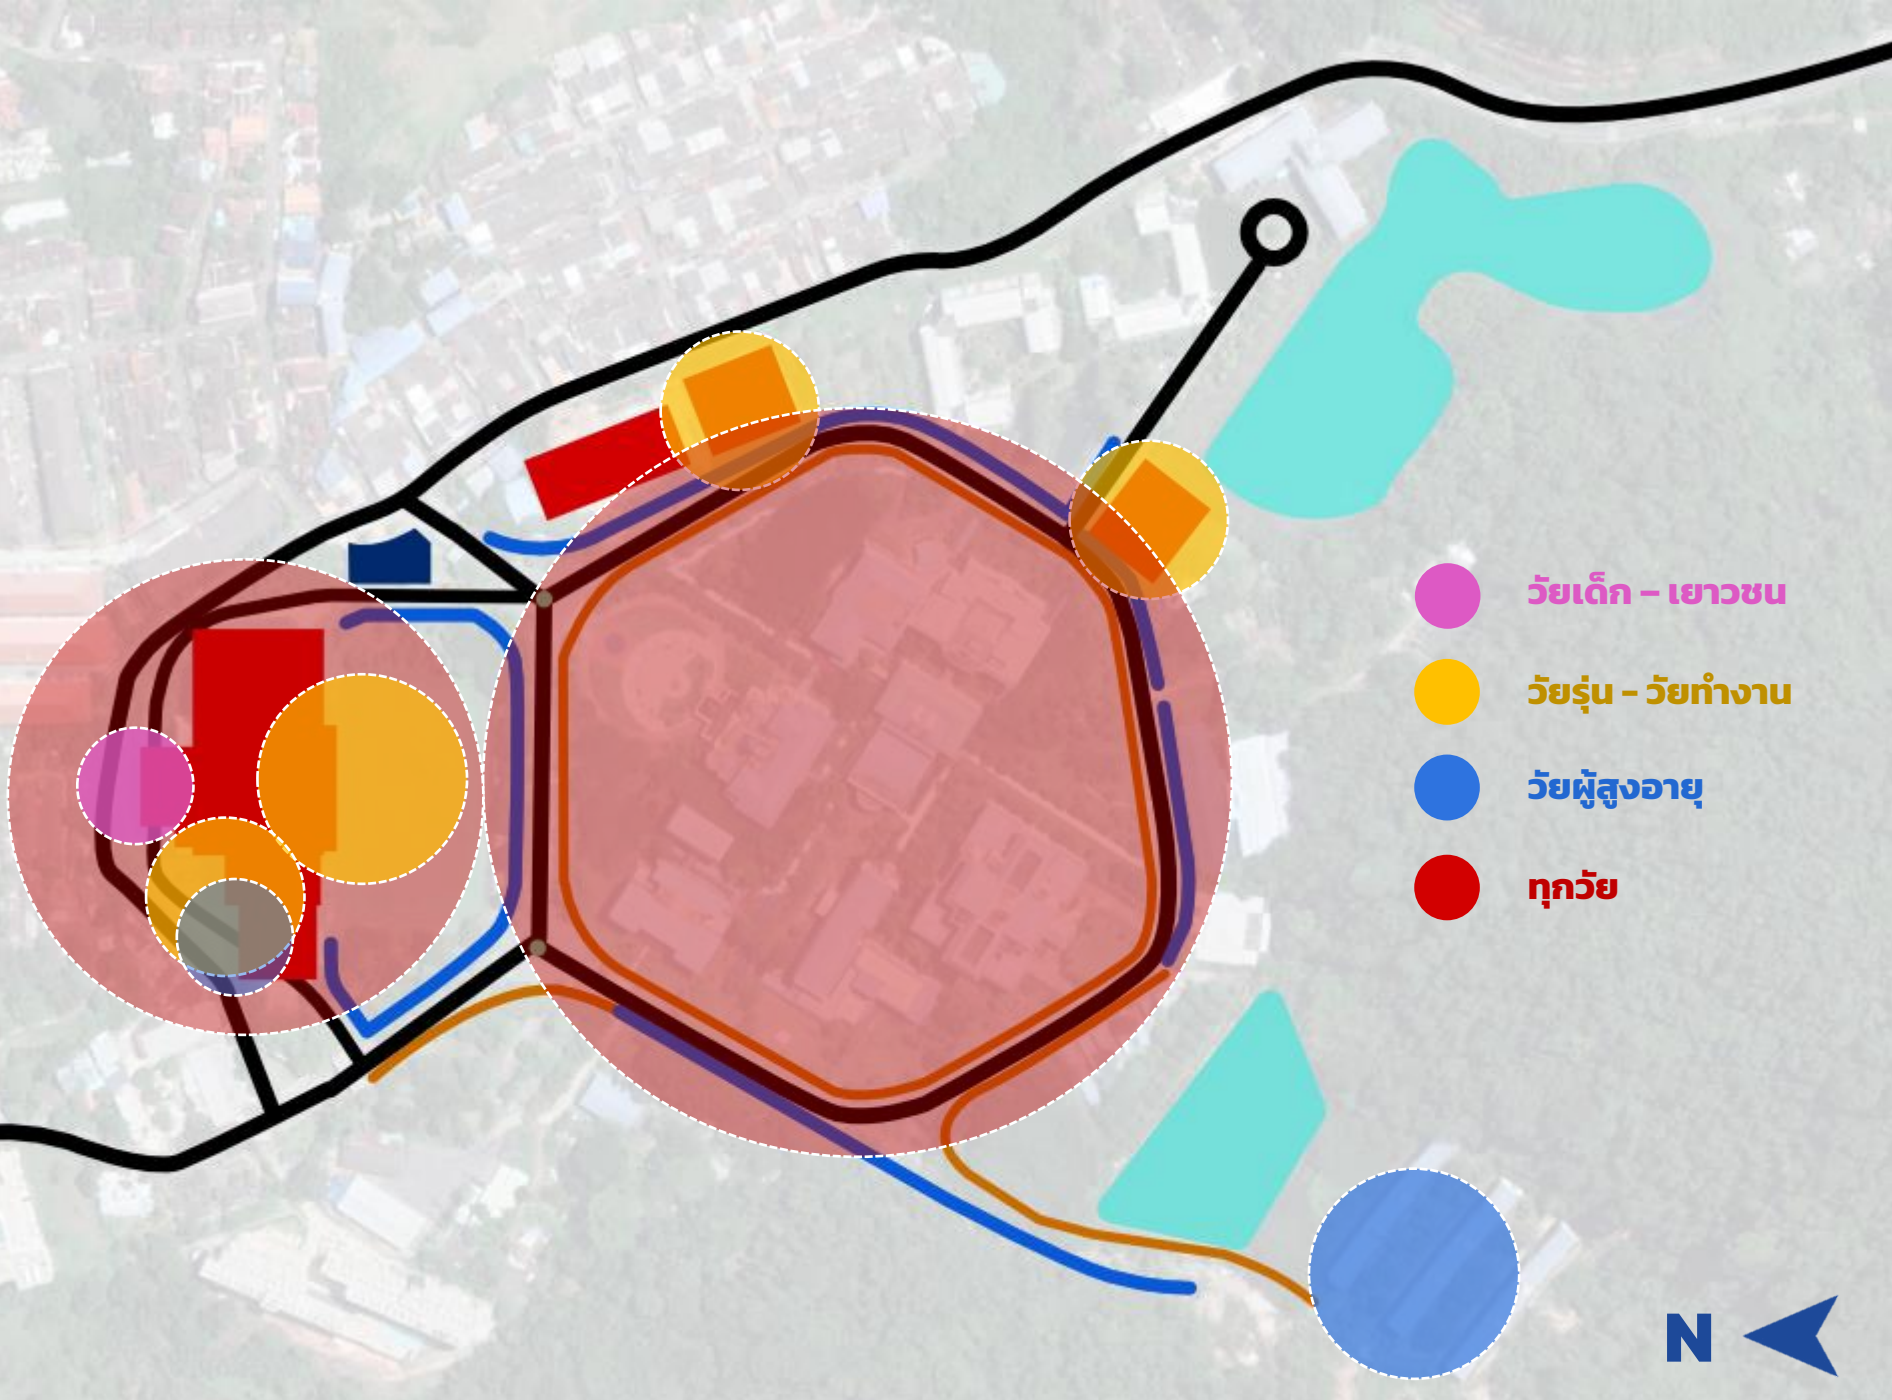 วัยเด็ก – เยาวชน
วัยรุ่น - วัยทำงาน
วัยผู้สูงอายุ
ทุกวัย
N